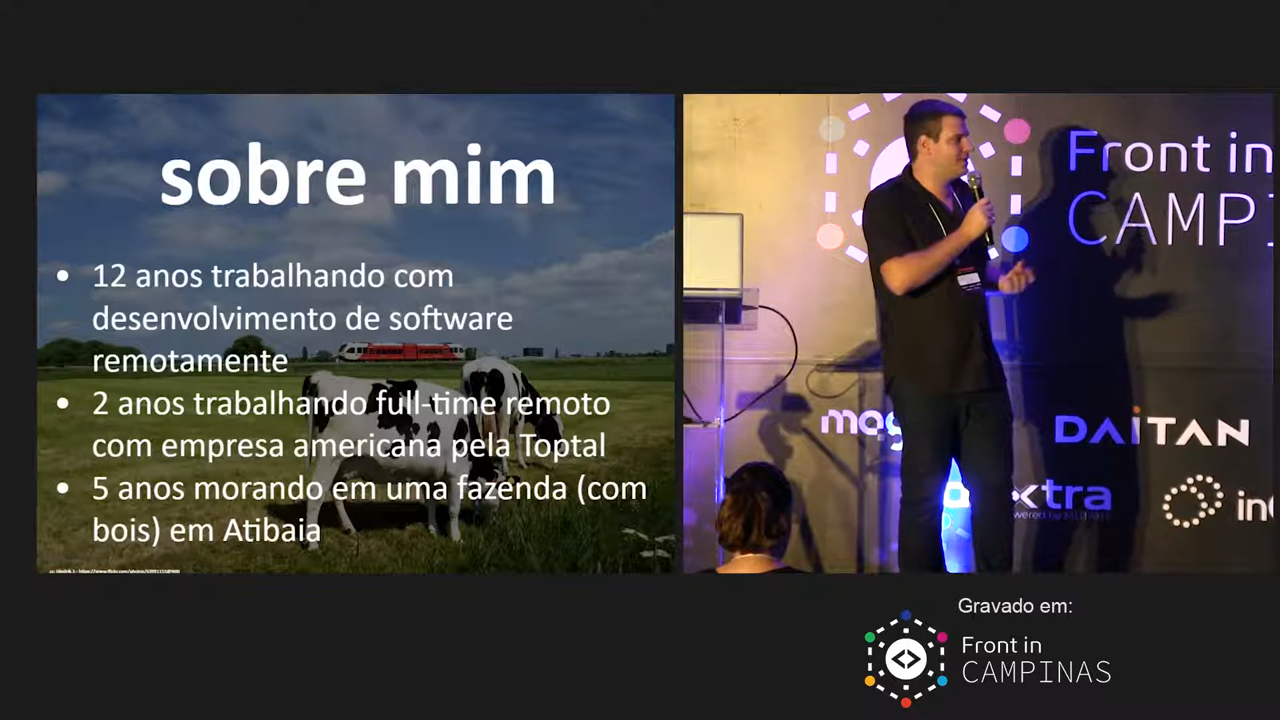 sobre mim
• 12 anos trabalhando com
desenvolvimento de software
remotamente
• 2 anos trabalhando full-time remoto
com empresa americana pela Toptal
• 5 anos morando em uma fazenda (com
bois) em Atibaia
Front in
CAMP
DAITAN
xtra
Gravado em:
Front in
CAMPINAS